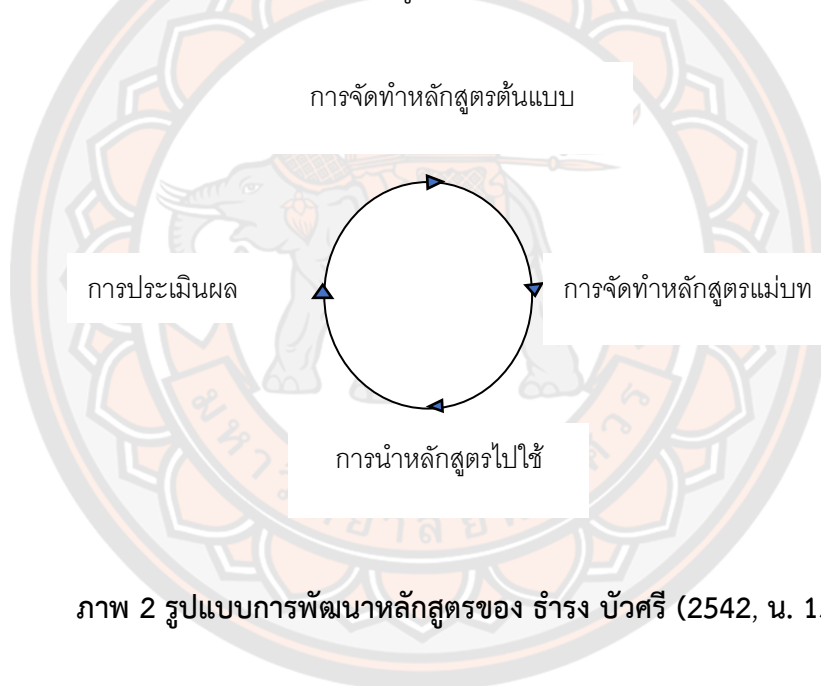 การจัดทำหลักสูตรต้นแบบ
การประเมินผล
การจัดทำหลักสูตรแม่บท
การนำหลักสูตรไปใช้
ภาพ 2 รูปแบบการพัฒนาหลักสูตรของ ธำรง บัวศรี (2542, น.